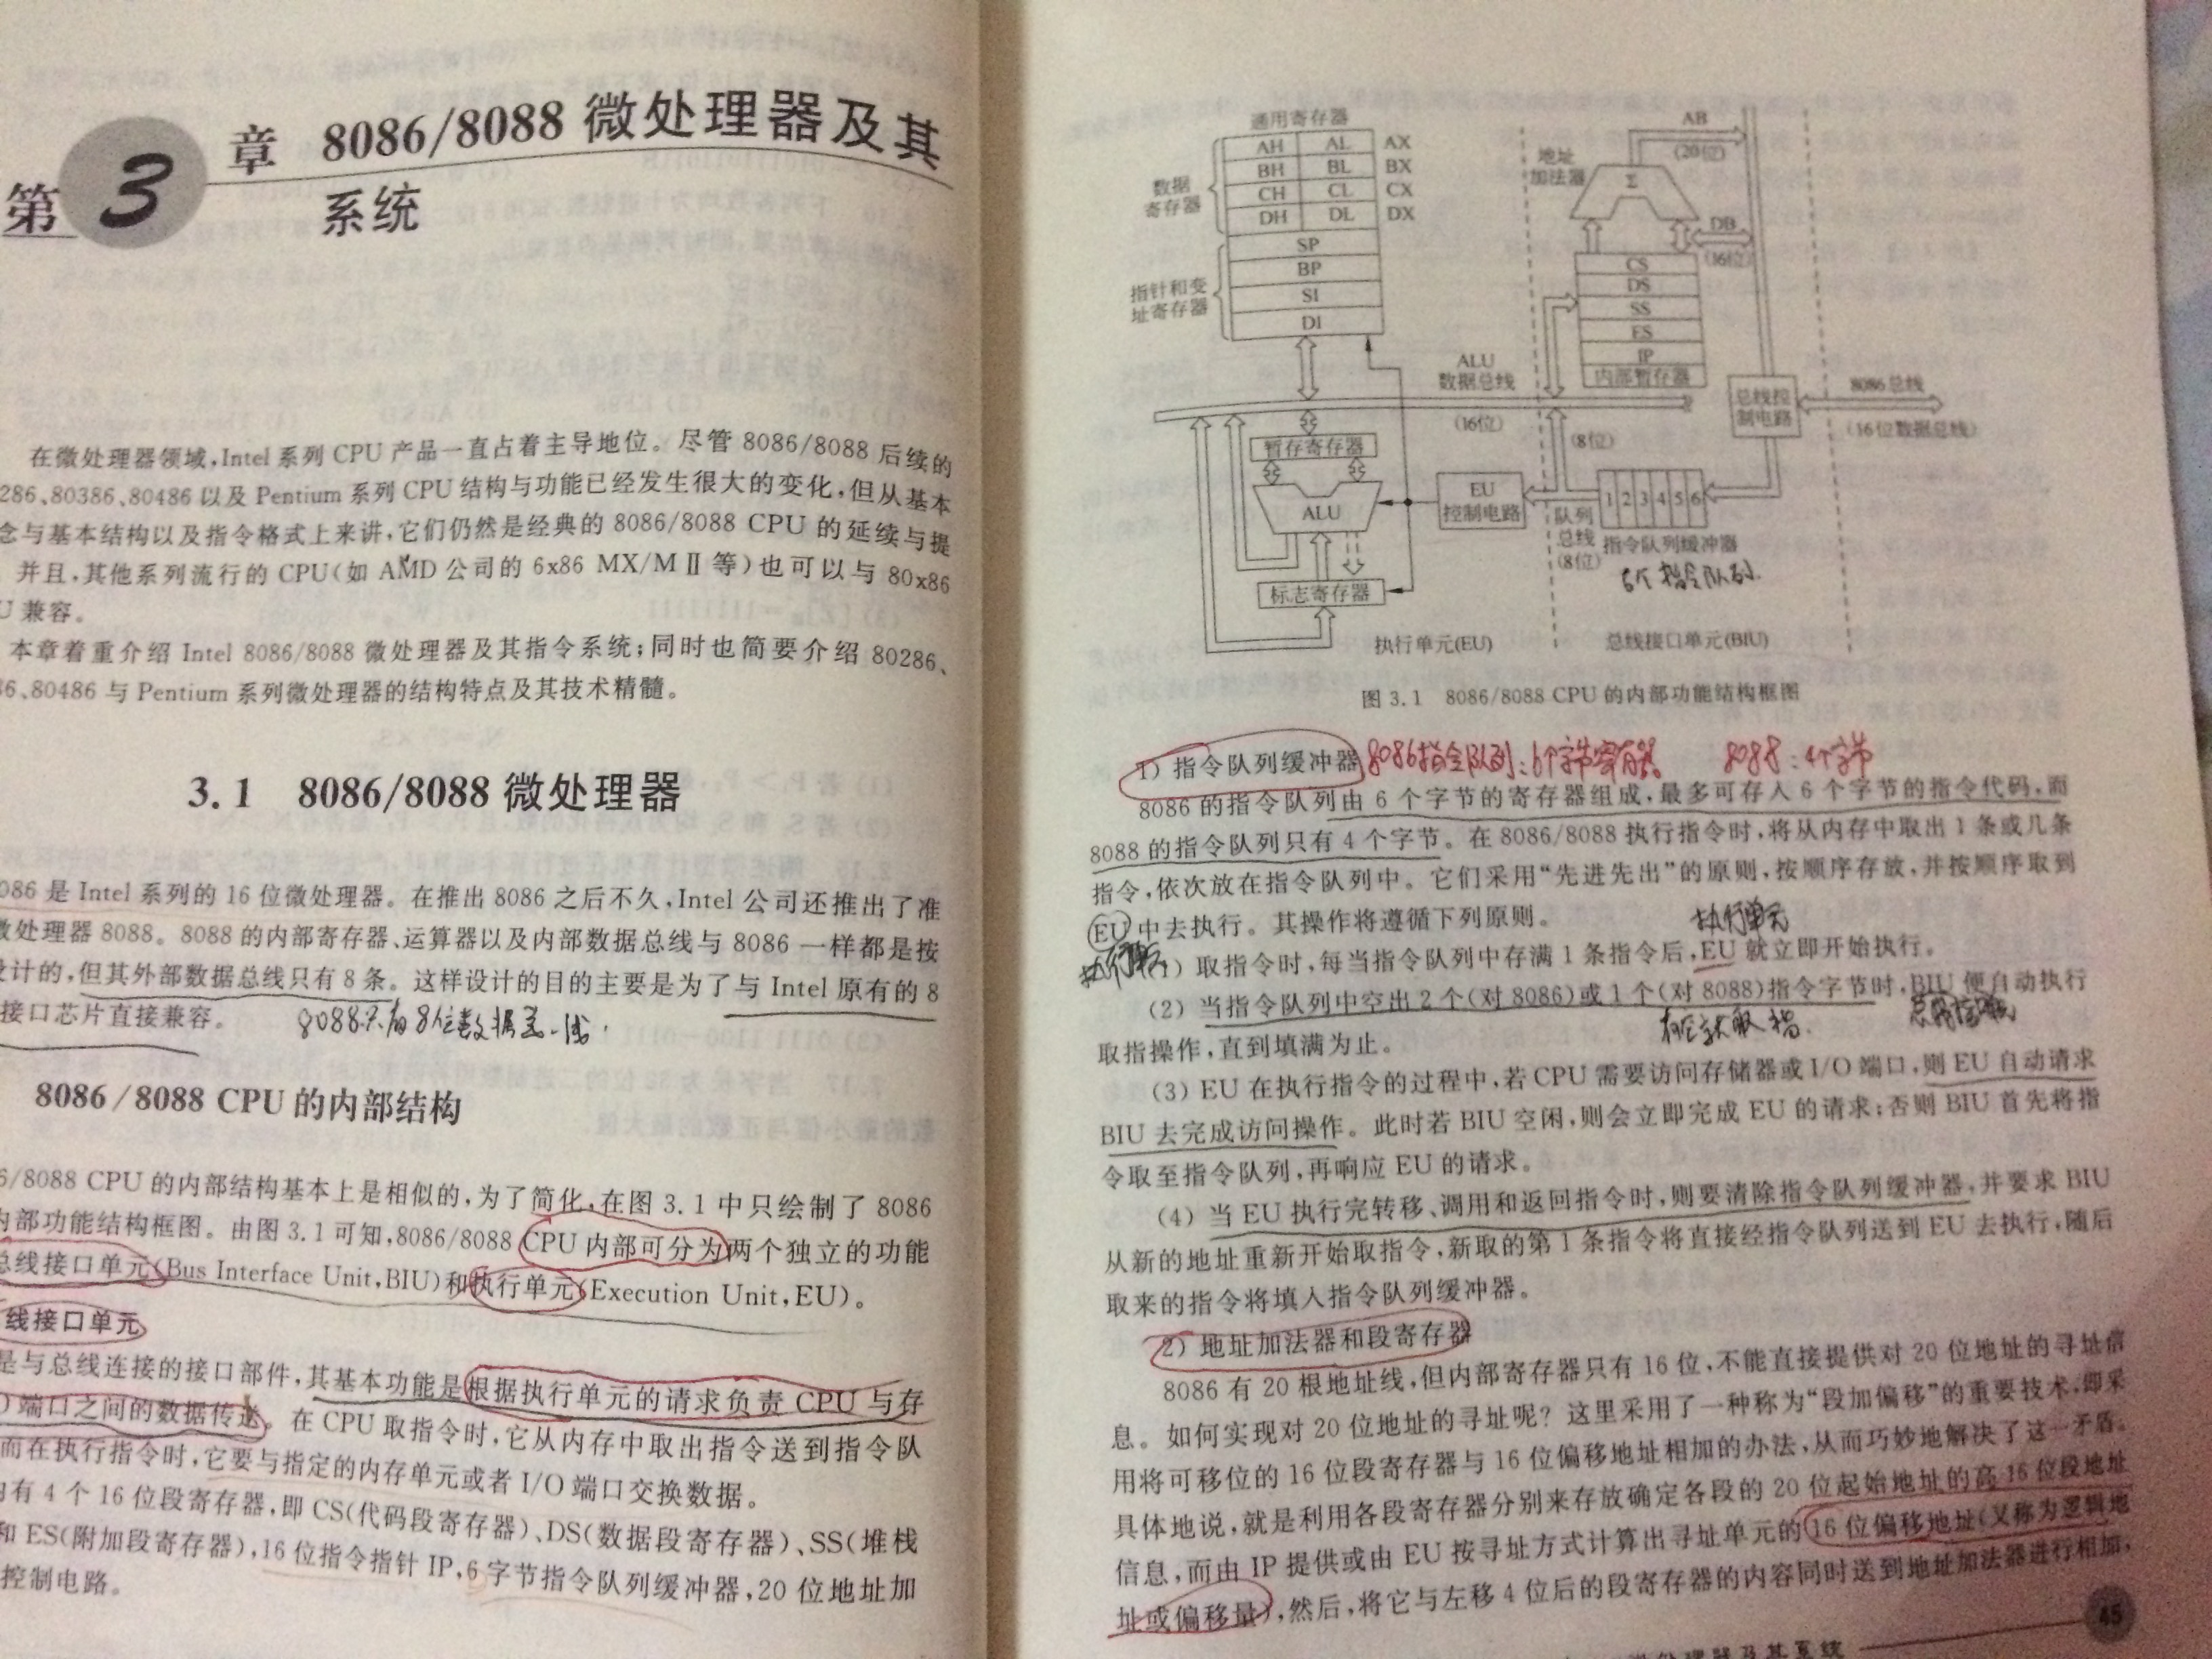 第3章 8086/8088 微处理器及其
系统
在微处理器领域,Intel 系列 CPU 产品一直占着主导地位。尽管 8086/8088 后续的
286、80386、80486 以及 Pentium 系列 CPU 结构与功能已经发生很大的变化,但从基本
念与基本结构以及指令格式上来讲,它们仍然是经典的 8086/8088 CPU 的延续与提
并且,其他系列流行的 CPU(如 AMD 公司的 6x86 MX/MⅡ等)也可以与 80x86
U 兼容。
本章着重介绍 Intel 8086/8088 微处理器及其指令系统;同时也简要介绍 80286、
86、80486 与 Pentium 系列微处理器的结构特点及其技术精髓。
3.1 8086/8088 微处理器
086 是 Intel 系列的 16 位微处理器。在推出 8086 之后不久,Intel 公司还推出了准
微处理器 8088。8088 的内部寄存器、运算器以及内部数据总线与 8086 一样都是按
设计的,但其外部数据总线只有 8 条。这样设计的目的主要是为了与 Intel 原有的 8
接口芯片直接兼容。
8086/8088 CPU 的内部结构
6/8088 CPU 的内部结构基本上是相似的,为了简化,在图 3.1 中只绘制了 8086
内部功能结构框图。由图 3.1 可知,8086/8088 CPU 内部可分为两个独立的功能
总线接口单元(Bus Interface Unit,BIU)和执行单元(Execution Unit,EU)。
线接口单元
是与总线连接的接口部件,其基本功能是根据执行单元的请求负责 CPU 与存
O 端口之间的数据传送。在 CPU 取指令时,它从内存中取出指令送到指令队
而在执行指令时,它要与指定的内存单元或者 I/O 端口交换数据。
有 4 个 16 位段寄存器,即 CS(代码段寄存器)、DS(数据段寄存器)、SS(堆栈
和 ES(附加段寄存器),16 位指令指针 IP,6 字节指令队列缓冲器,20 位地址加
控制电路。
通用寄存器
数据
寄存器
指针和变
址寄存器
AH AL AX
BH BL BX
CH CL CX
DH DL DX
SP
BP
SI
DI
ALU
数据总线
(16位)
地址
加法器
Σ
AB
(20位)
DB
(16位)
CS
DS
SS
ES
IP
内部暂存器
暂存寄存器
ALU
标志寄存器
EU
控制电路
(8位)
队列
总线
(8位)
1 2 3 4 5 6
指令队列缓冲器
总线控
制电路
8086 总线
(16位数据总线)
执行单元(EU)
总线接口单元(BIU)
图 3.1 8086/8088 CPU 的内部功能结构框图
1) 指令队列缓冲器
8088:4个字节
8086 的指令队列由 6 个字节的寄存器组成,最多可存入 6 个字节的指令代码,而
8088 的指令队列只有 4 个字节。在 8086/8088 执行指令时,将从内存中取出 1 条或几条
指令,依次放在指令队列中。它们采用“先进先出”的原则,按顺序存放,并按顺序取到
EU 中去执行。其操作将遵循下列原则。
(1) 取指令时,每当指令队列中存满 1 条指令后,EU 就立即开始执行。
(2) 当指令队列中空出 2 个(对 8086)或 1 个(对 8088)指令字节时,BIU 便自动执行
取指操作,直到填满为止。
(3) EU 在执行指令的过程中,若 CPU 需要访问存储器或 I/O 端口,则 EU 自动请求
BIU 去完成访问操作。此时若 BIU 空闲,则会立即完成 EU 的请求;否则 BIU 首先将指
令取至指令队列,再响应 EU 的请求。
(4) 当 EU 执行完转移、调用和返回指令时,则要清除指令队列缓冲器,并要求 BIU
从新的地址重新开始取指令,新取的第 1 条指令将直接经指令队列送到 EU 去执行,随后
取来的指令将填入指令队列缓冲器。
2) 地址加法器和段寄存器
8086 有 20 根地址线,但内部寄存器只有 16 位,不能直接提供对 20 位地址的寻址信
息。如何实现对 20 位地址的寻址呢?这里采用了一种称为“段加偏移”的重要技术,即采
用将可移位的 16 位段寄存器与 16 位偏移地址相加的办法,从而巧妙地解决了这一矛盾。
具体地说,就是利用各段寄存器分别来存放确定各段的 20 位起始地址的高 16 位段地址
信息,而由 IP 提供或由 EU 按寻址方式计算出寻址单元的 16 位偏移地址(又称为逻辑地
址或偏移量),然后,将它与左移 4 位后的段寄存器的内容同时送到地址加法器进行相加,
45